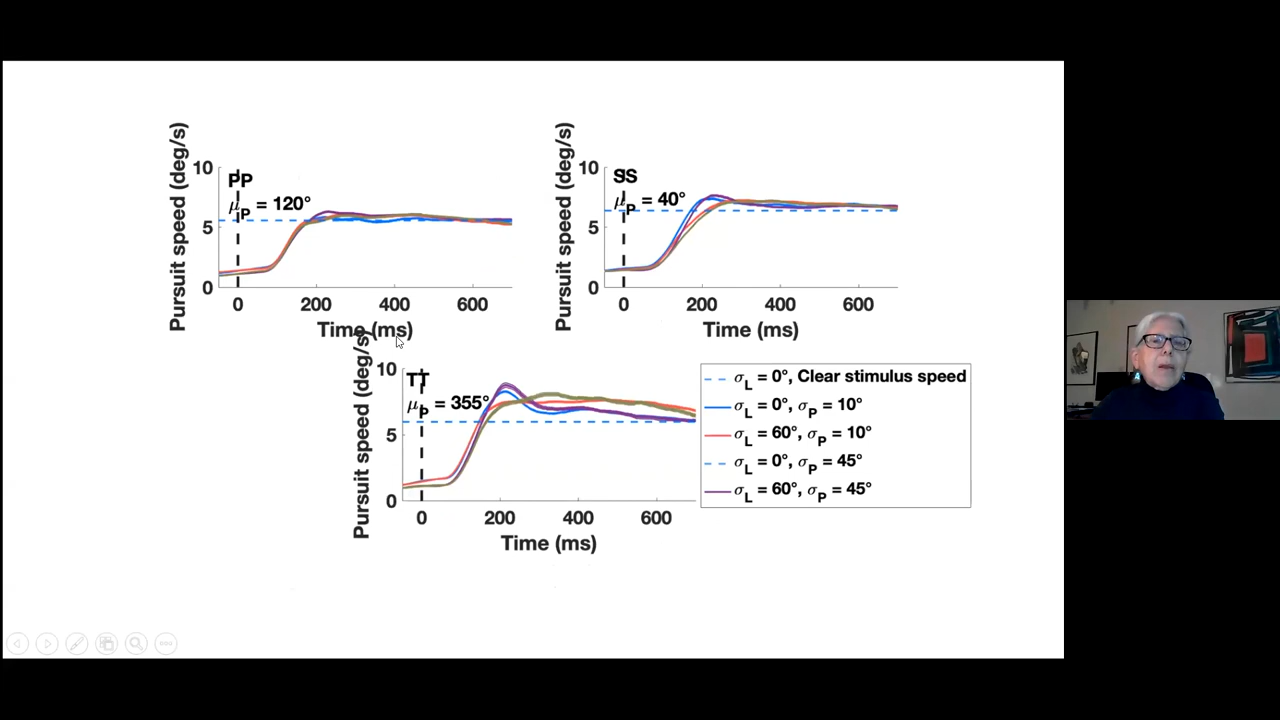 Pursuit speed (deg/s)
10
5
0
PP
μP = 120°
0 200 400 600
Time (ms)
Pursuit speed (deg/s)
10
5
0
SS
μP = 40°
0 200 400 600
Time (ms)
Pursuit speed (deg/s)
10
5
0
TT
μP = 355°
0 200 400 600
Time (ms)
σL = 0°, Clear stimulus speed
σL = 0°, σP = 10°
σL = 60°, σP = 10°
σL = 0°, σP = 45°
σL = 60°, σP = 45°